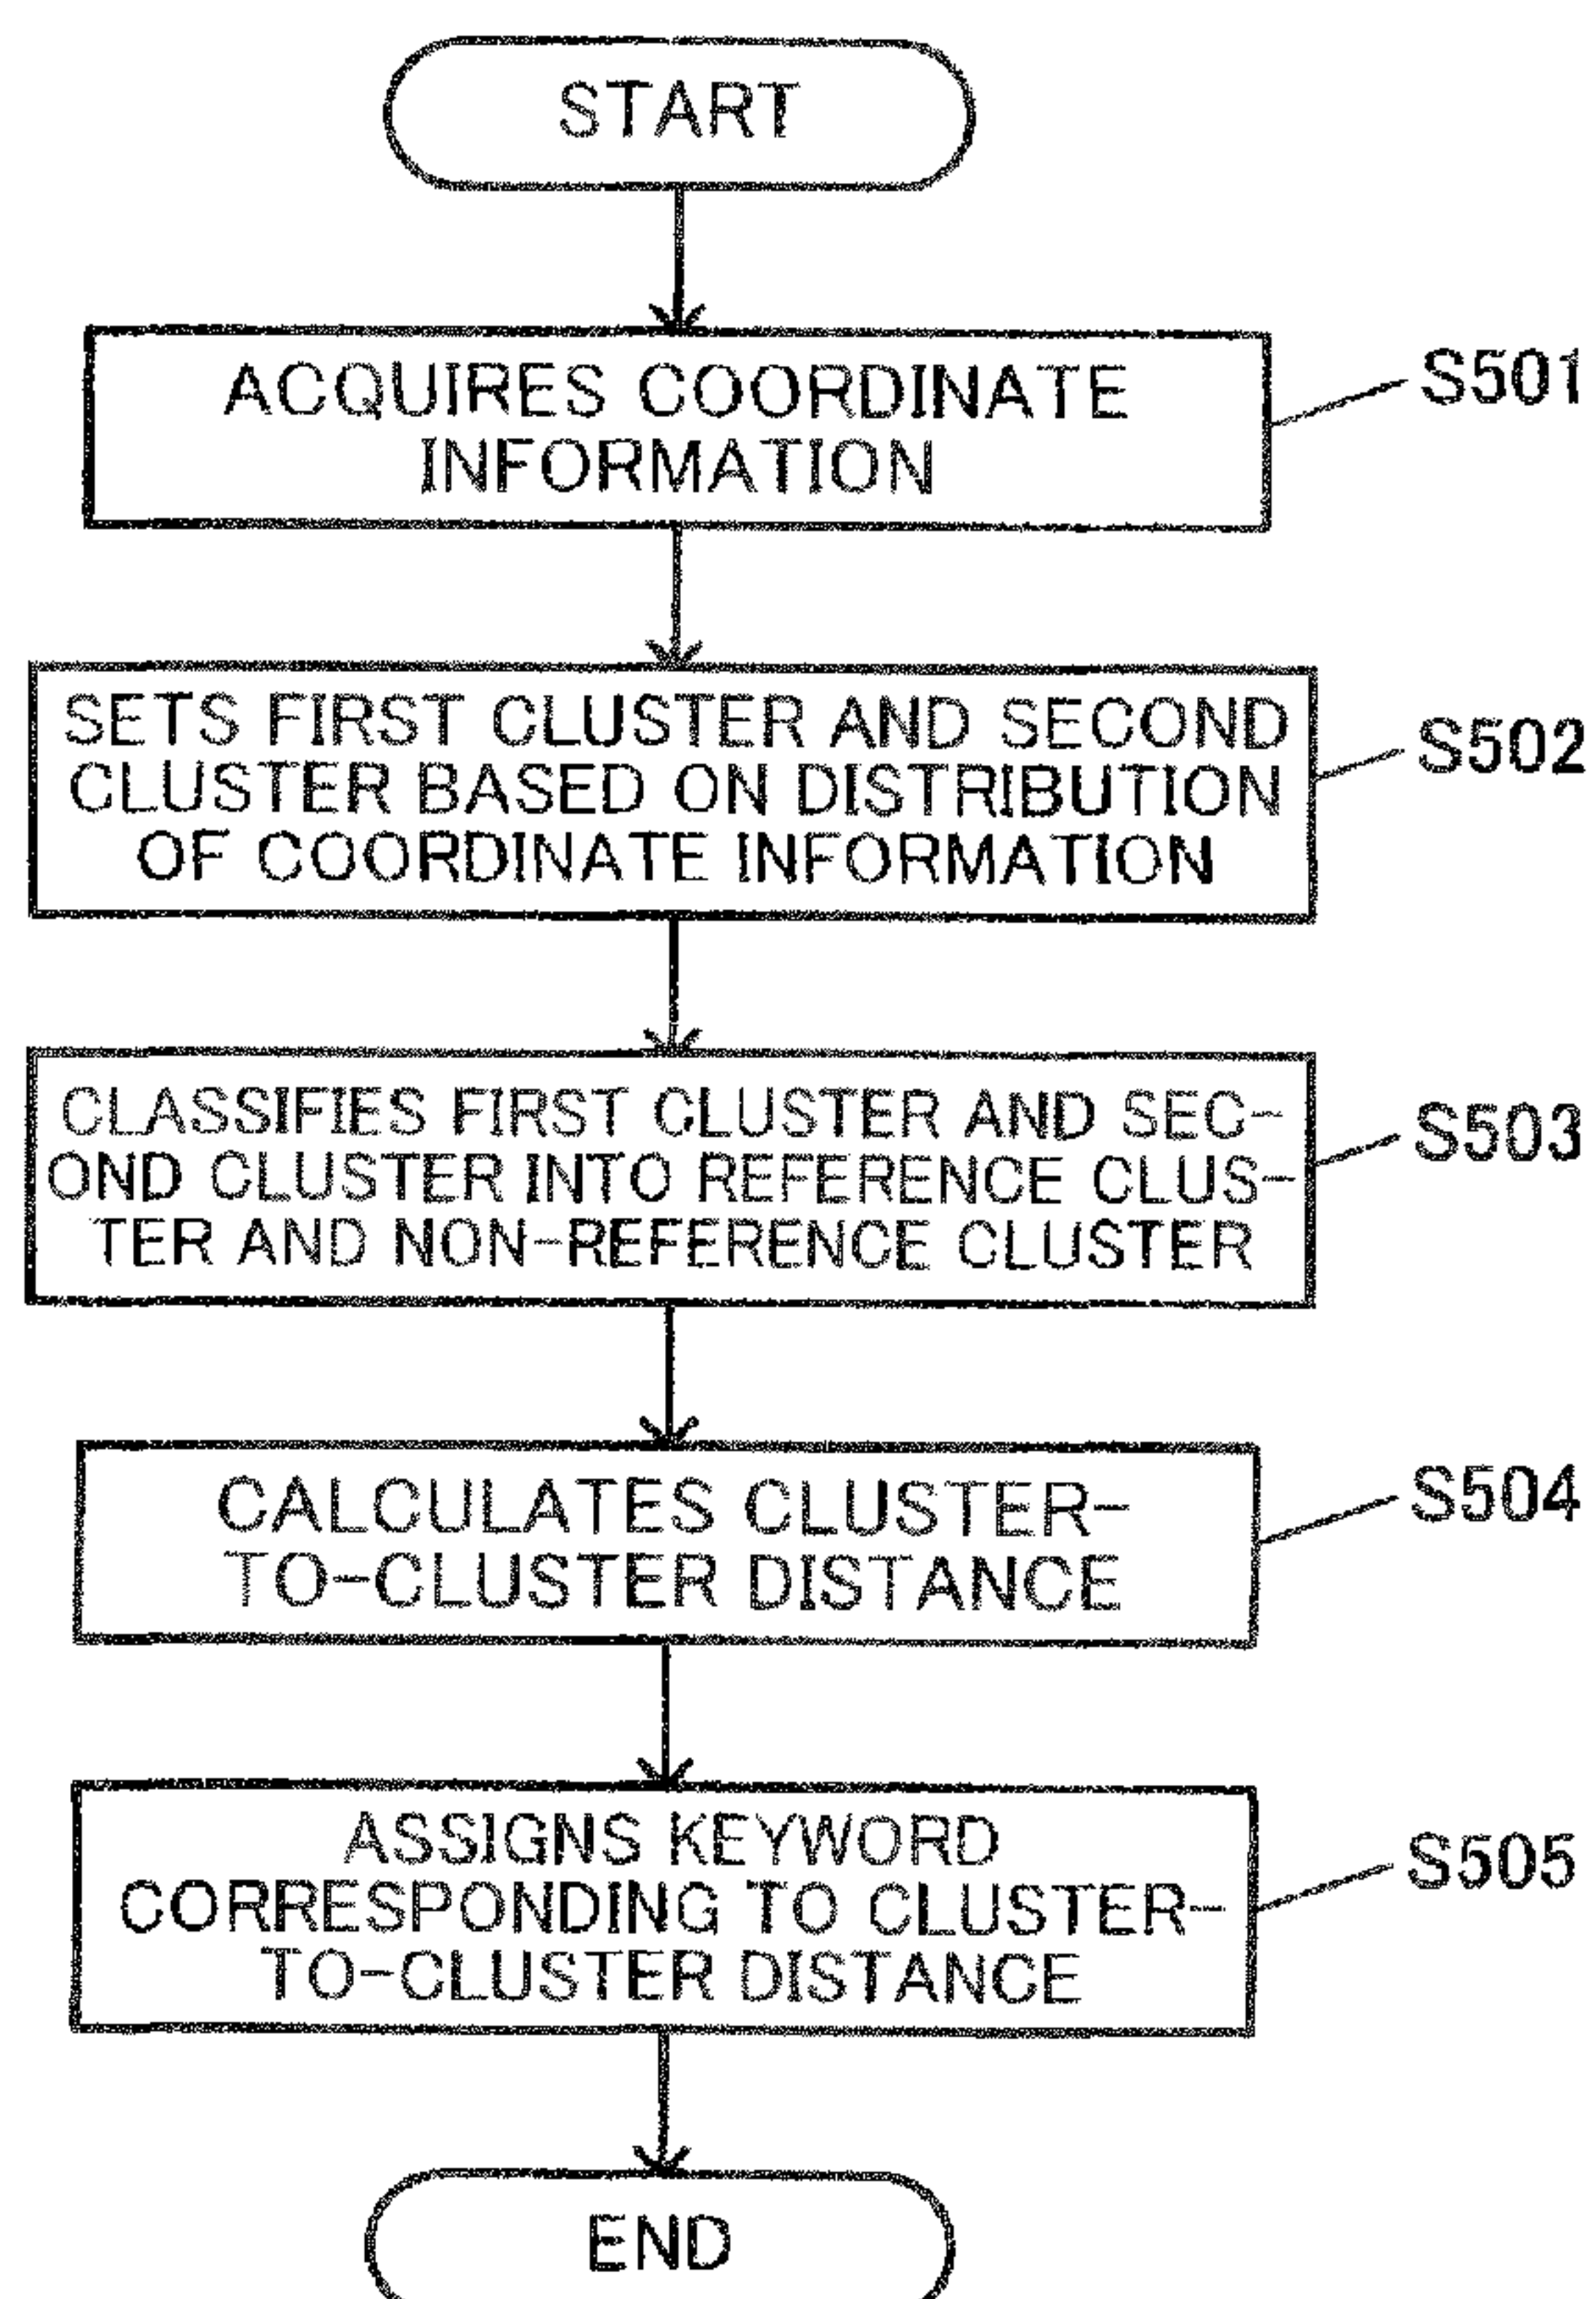 START
ACQUIRES COORDINATE
INFORMATION
S501
SETS FIRST CLUSTER AND SECOND
CLUSTER BASED ON DISTRIBUTION
OF COORDINATE INFORMATION
S502
CLASSIFIES FIRST CLUSTER AND SEC-
OND CLUSTER INTO REFERENCE CLUS-
TER AND NON-REFERENCE CLUSTER
S503
CALCULATES CLUSTER-
TO-CLUSTER DISTANCE
S504
ASSIGNS KEYWORD
CORRESPONDING TO CLUSTER-
TO-CLUSTER DISTANCE
S505
END